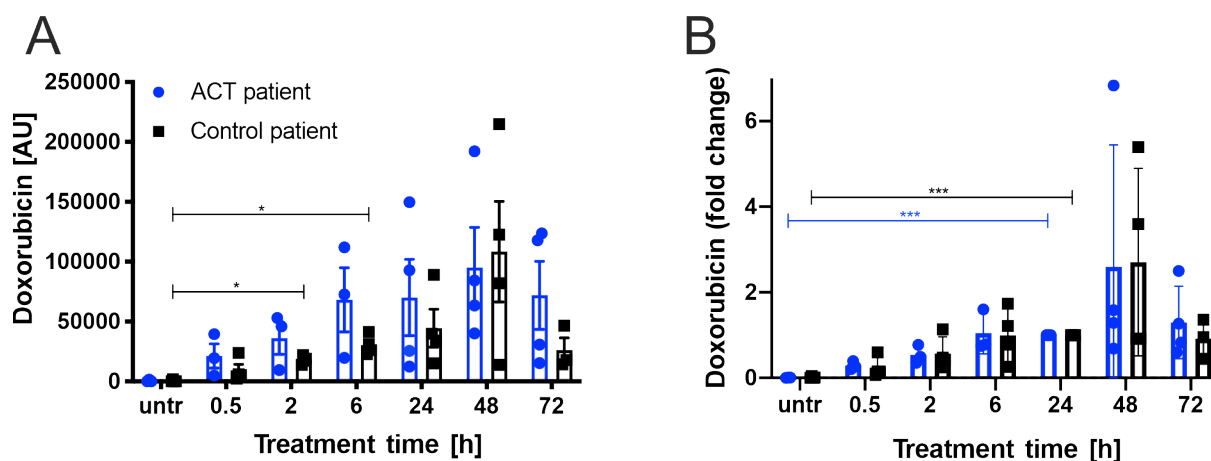 A
Doxorubicin [AU]
250000
200000
150000
100000
50000
0
ACT patient
Control patient
*
*
untr 0.5 2 6 24 48 72
Treatment time [h]
B
Doxorubicin (fold change)
6
4
2
0
***
***
untr 0.5 2 6 24 48 72
Treatment time [h]